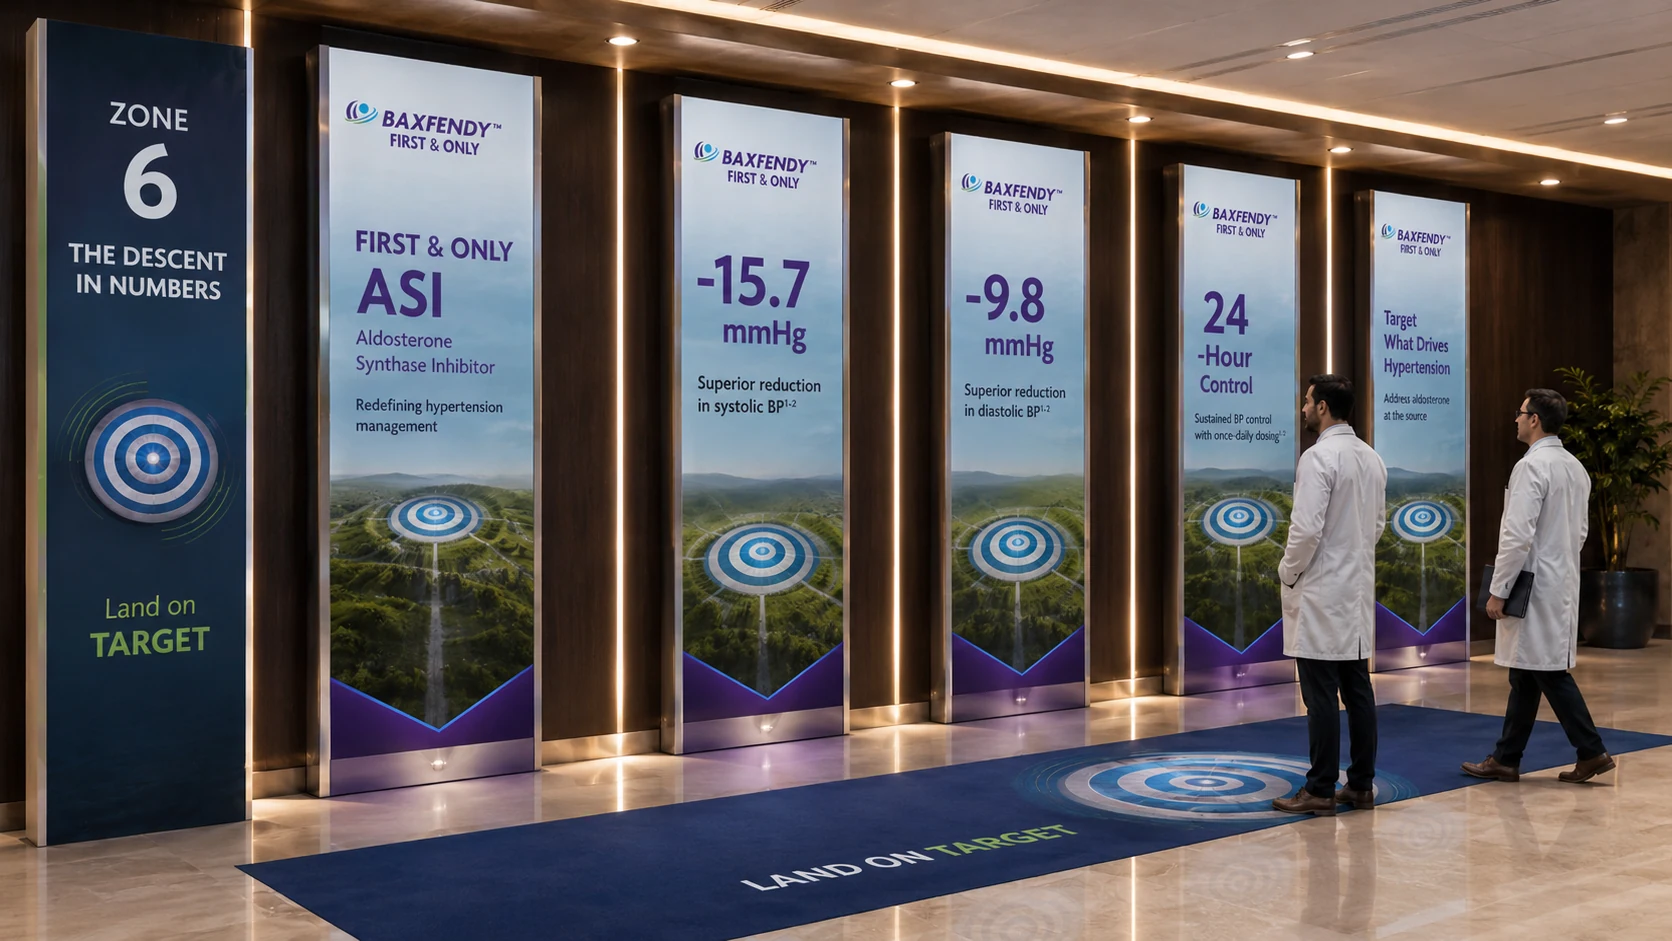 ZONE
6
THE DESCENT
IN NUMBERS
Land on
TARGET
BAXFENDY™
FIRST & ONLY
FIRST & ONLY
ASI
Aldosterone
Synthase Inhibitor
Redefining hypertension
management
BAXFENDY™
FIRST & ONLY
-15.7
mmHg
Superior reduction
in systolic BP¹·²
BAXFENDY™
FIRST & ONLY
-9.8
mmHg
Superior reduction
in diastolic BP¹·²
BAXFENDY™
FIRST & ONLY
24
-Hour
Control
Sustained BP control
with once-daily dosing¹·²
BAXFENDY™
FIRST & ONLY
Target
What Drives
Hypertension
Address aldosterone
at the source
LAND ON TARGET